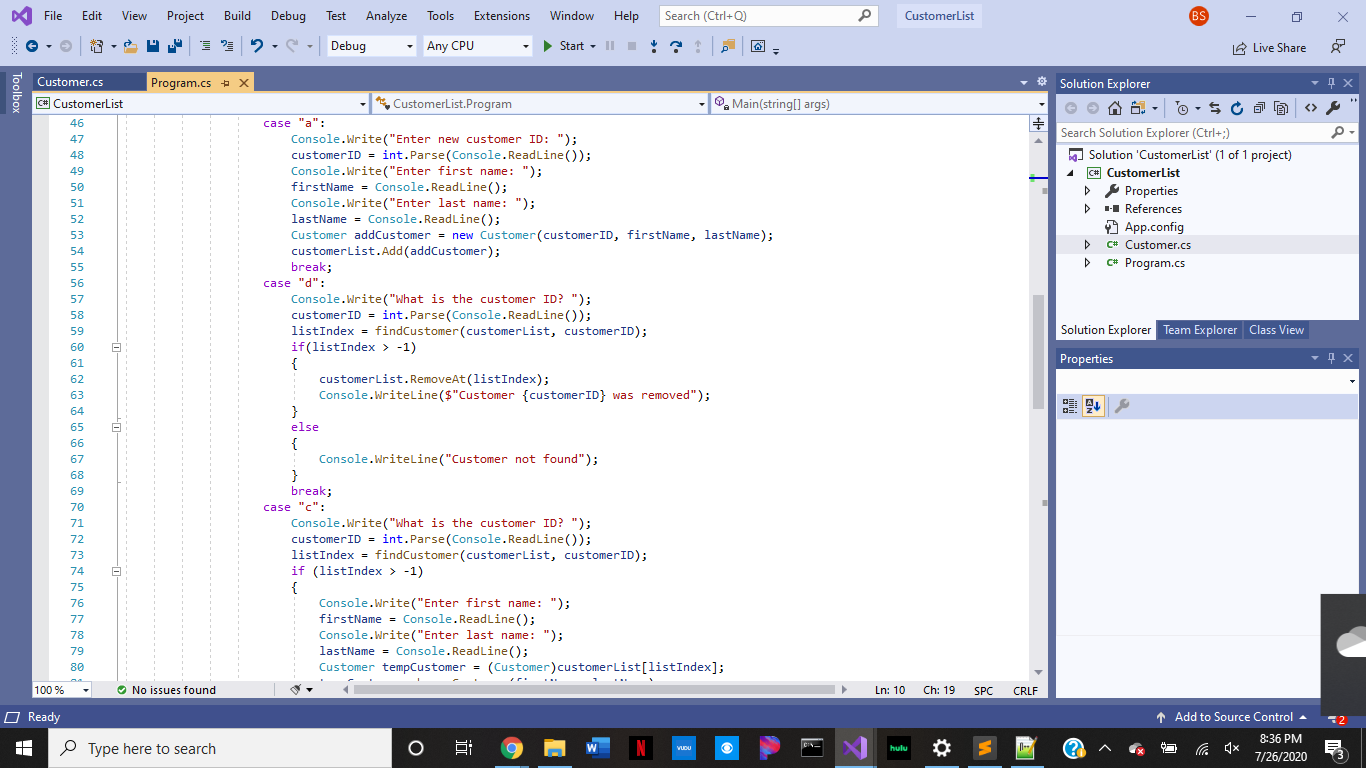 File Edit View Project Build Debug Test Analyze Tools Extensions Window Help Search (Ctrl+Q) CustomerList BS
Debug Any CPU Start Live Share
Toolbox
Customer.cs Program.cs
CustomerList CustomerList.Program Main(string[] args)
46 case "a":
47 Console.Write("Enter new customer ID: ");
48 customerID = int.Parse(Console.ReadLine());
49 Console.Write("Enter first name: ");
50 firstName = Console.ReadLine();
51 Console.Write("Enter last name: ");
52 lastName = Console.ReadLine();
53 Customer addCustomer = new Customer(customerID, firstName, lastName);
54 customerList.Add(addCustomer);
55 break;
56 case "d":
57 Console.Write("What is the customer ID? ");
58 customerID = int.Parse(Console.ReadLine());
59 listIndex = findCustomer(customerList, customerID);
60 if(listIndex > -1)
61 {
62 customerList.RemoveAt(listIndex);
63 Console.WriteLine($"Customer {customerID} was removed");
64 }
65 else
66 {
67 Console.WriteLine("Customer not found");
68 }
69 break;
70 case "c":
71 Console.Write("What is the customer ID? ");
72 customerID = int.Parse(Console.ReadLine());
73 listIndex = findCustomer(customerList, customerID);
74 if (listIndex > -1)
75 {
76 Console.Write("Enter first name: ");
77 firstName = Console.ReadLine();
78 Console.Write("Enter last name: ");
79 lastName = Console.ReadLine();
80 Customer tempCustomer = (Customer)customerList[listIndex];
100 % No issues found Ln: 10 Ch: 19 SPC CRLF
Solution Explorer
Search Solution Explorer (Ctrl+;)
Solution 'CustomerList' (1 of 1 project)
C# CustomerList
Properties
References
App.config
C# Customer.cs
C# Program.cs
Solution Explorer Team Explorer Class View
Properties
Ready Add to Source Control 2
Type here to search
VUDU hulu
8:36 PM
7/26/2020
3